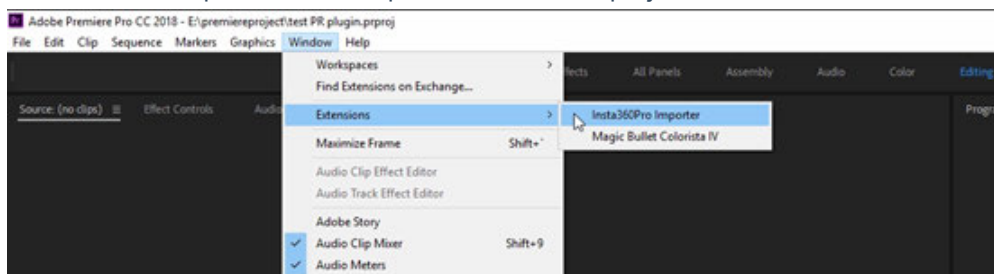 Adobe Premiere Pro CC 2018 - E:\premiereproject\test PR plugin.prproj
File Edit Clip Sequence Markers Graphics Window Help
Workspaces >
All Panels Assembly Audio Color Editing
Find Extensions on Exchange...
Source: (no clips) Effect Controls Audio
Extensions >
Insta360Pro Importer
Magic Bullet Colorista IV
Maximize Frame Shift+`
Audio Clip Effect Editor
Audio Track Effect Editor
Adobe Story
Audio Clip Mixer Shift+9
Audio Meters